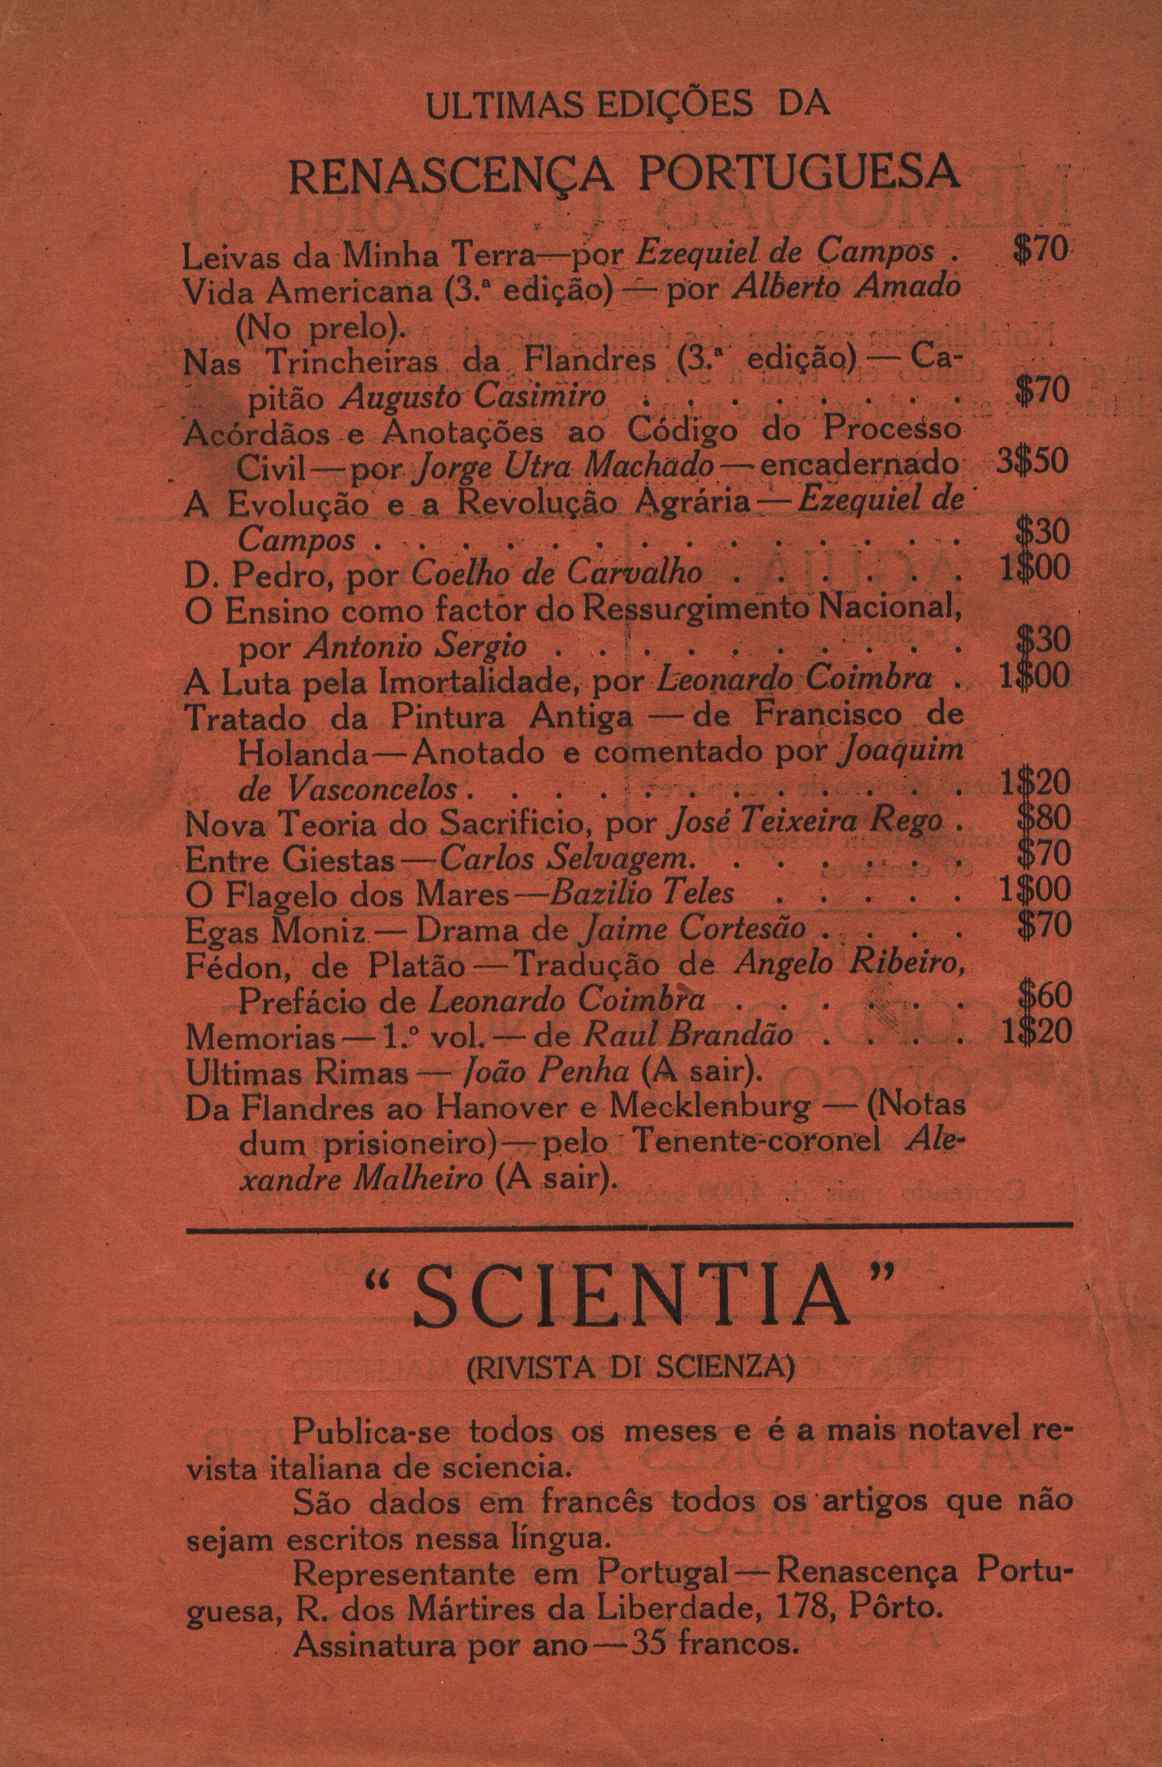 ULTIMAS EDIÇÕES DA
RENASCENÇA PORTUGUESA
Leivas da Minha Terra—por Ezequiel de Campos . $70
Vida Americana (3.ª edição) — por Alberto Amado
(No prelo).
Nas Trincheiras da Flandres (3.ª edição) — Ca-
pitão Augusto Casimiro . . . . . . . . $70
Acórdãos e Anotações ao Código do Processo
Civil—por Jorge Utra Machado—encadernado 3$50
A Evolução e a Revolução Agrária—Ezequiel de
Campos . . . . . . . . . . . . . . $30
D. Pedro, por Coelho de Carvalho . . . . . . 1$00
O Ensino como factor do Ressurgimento Nacional,
por Antonio Sergio . . . . . . . . . . $30
A Luta pela Imortalidade, por Leonardo Coimbra . 1$00
Tratado da Pintura Antiga — de Francisco de
Holanda—Anotado e comentado por Joaquim
de Vasconcelos . . . . . . . . . . . . 1$20
Nova Teoria do Sacrificio, por José Teixeira Rego . $80
Entre Giestas—Carlos Selvagem. . . . . . . $70
O Flagelo dos Mares—Bazilio Teles . . . . . 1$00
Egas Moniz — Drama de Jaime Cortesão . . . . $70
Fédon, de Platão—Tradução de Angelo Ribeiro,
Prefácio de Leonardo Coimbra . . . . . . $60
Memorias — 1.º vol. — de Raul Brandão . . . . 1$20
Ultimas Rimas — João Penha (A sair).
Da Flandres ao Hanover e Mecklenburg — (Notas
dum prisioneiro)—pelo Tenente-coronel Ale-
xandre Malheiro (A sair).
“SCIENTIA”
(RIVISTA DI SCIENZA)
Publica-se todos os meses e é a mais notavel re-
vista italiana de sciencia.
São dados em francês todos os artigos que não
sejam escritos nessa língua.
Representante em Portugal—Renascença Portu-
guesa, R. dos Mártires da Liberdade, 178, Pôrto.
Assinatura por ano—35 francos.